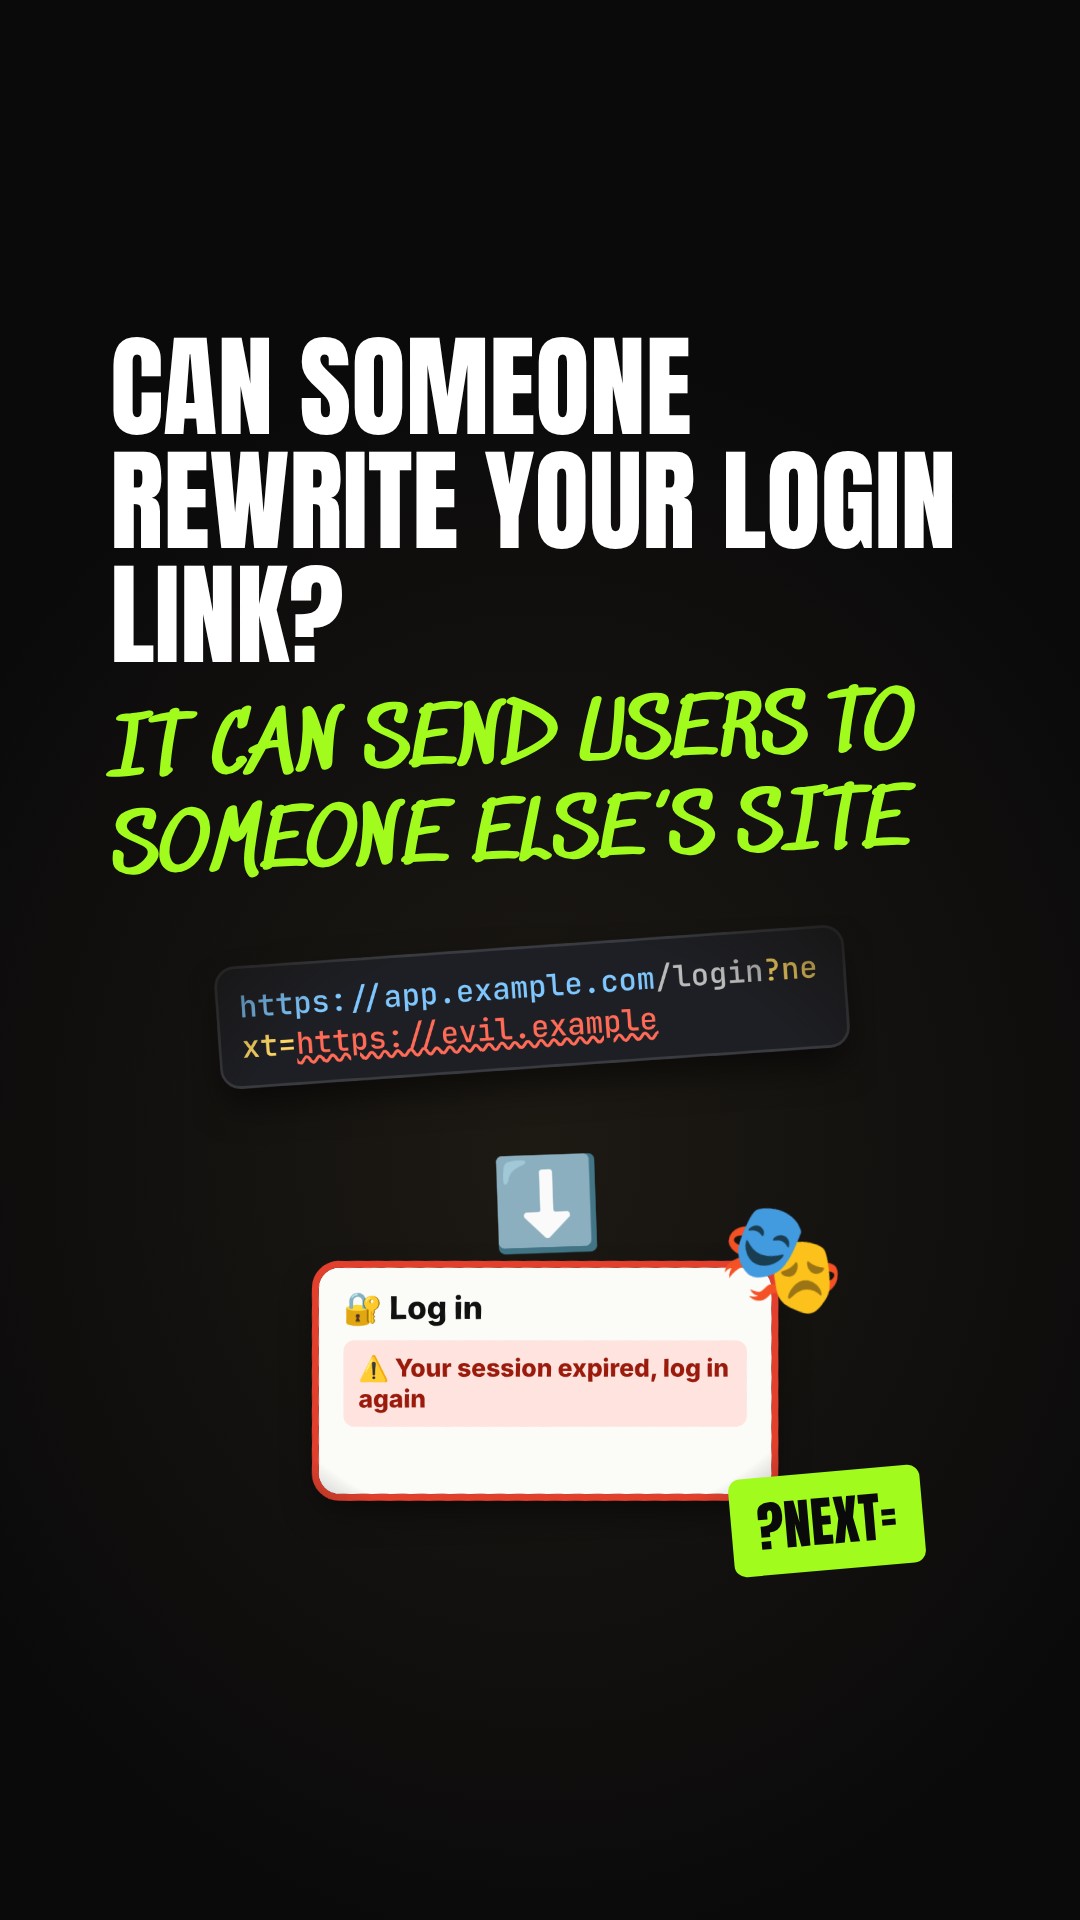 CAN SOMEONE
REWRITE YOUR LOGIN
LINK?
IT CAN SEND USERS TO
SOMEONE ELSE'S SITE
https://app.example.com/login?ne
xt=https://evil.example
Log in
Your session expired, log in
again
?NEXT=